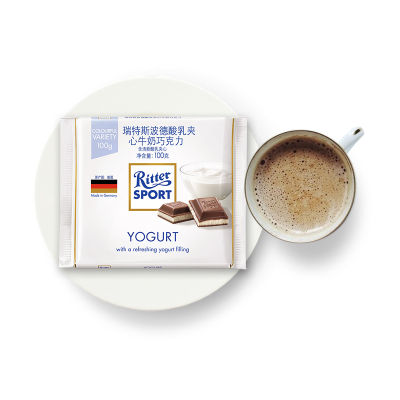 COLOURFUL
VARIETY
100g
瑞特斯波德酸乳夹
心牛奶巧克力
净含量:100克
Made in Germany
Ritter
SPORT
YOGURT
with a refreshing yogurt filling